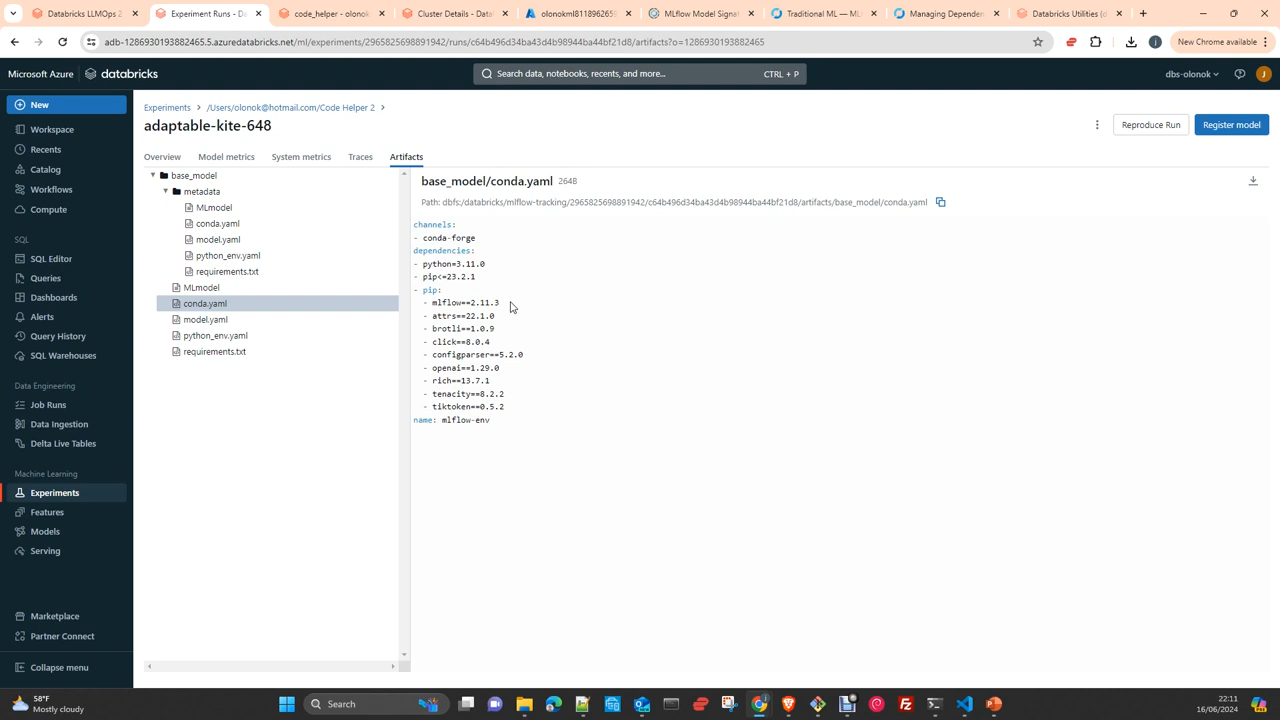 Databricks LLMOps 2
Experiment Runs - Da
code_helper - olonok
Cluster Details - Data
olonokml8118962659
MLflow Model Signat
Traditional ML — ML
Managing Depender
Databricks Utilities (d
adb-1286930193882465.5.azuredatabricks.net/ml/experiments/2965825698891942/runs/c64b496d34ba43d4b98944ba44bf21d8/artifacts?o=1286930193882465
New Chrome available
Microsoft Azure
databricks
Search data, notebooks, recents, and more...
CTRL + P
dbs-olonok
J
New
Workspace
Recents
Catalog
Workflows
Compute
SQL
SQL Editor
Queries
Dashboards
Alerts
Query History
SQL Warehouses
Data Engineering
Job Runs
Data Ingestion
Delta Live Tables
Machine Learning
Experiments
Features
Models
Serving
Marketplace
Partner Connect
Collapse menu
Experiments > /Users/olonok@hotmail.com/Code Helper 2 >
adaptable-kite-648
Reproduce Run
Register model
Overview
Model metrics
System metrics
Traces
Artifacts
base_model
metadata
MLmodel
conda.yaml
model.yaml
python_env.yaml
requirements.txt
MLmodel
conda.yaml
model.yaml
python_env.yaml
requirements.txt
base_model/conda.yaml 264B
Path: dbfs:/databricks/mlflow-tracking/2965825698891942/c64b496d34ba43d4b98944ba44bf21d8/artifacts/base_model/conda.yaml
channels:
- conda-forge
dependencies:
- python=3.11.0
- pip<=23.2.1
- pip:
- mlflow==2.11.3
- attrs==22.1.0
- brotli==1.0.9
- click==8.0.4
- configparser==5.2.0
- openai==1.29.0
- rich==13.7.1
- tenacity==8.2.2
- tiktoken==0.5.2
name: mlflow-env
58°F
Mostly cloudy
Search
22:11
16/06/2024